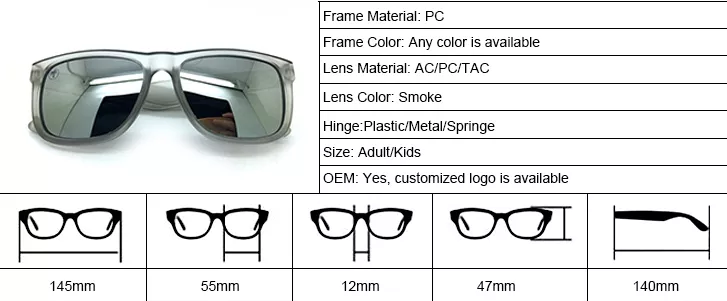 Frame Material: PC
Frame Color: Any color is available
Lens Material: AC/PC/TAC
Lens Color: Smoke
Hinge:Plastic/Metal/Springe
Size: Adult/Kids
OEM: Yes, customized logo is available
145mm
55mm
12mm
47mm
140mm